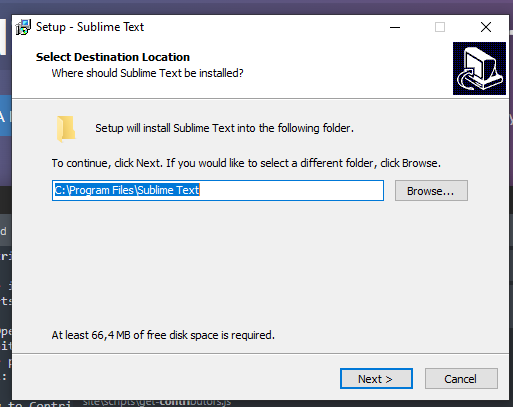 Setup - Sublime Text
Select Destination Location
Where should Sublime Text be installed?
Setup will install Sublime Text into the following folder.
To continue, click Next. If you would like to select a different folder, click Browse.
C:\Program Files\Sublime Text
Browse...
At least 66,4 MB of free disk space is required.
Next >
Cancel
to Contri
site\scripts\get-contributors.js